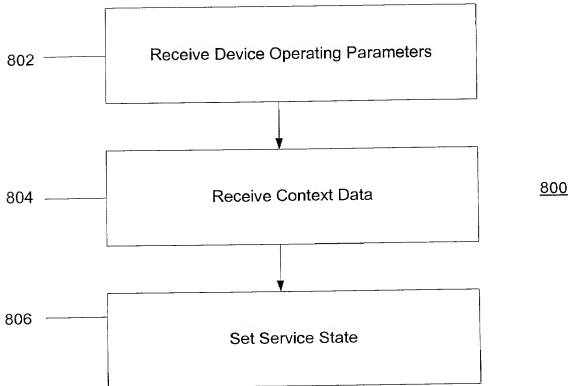 802
Receive Device Operating Parameters
804
Receive Context Data
800
806
Set Service State